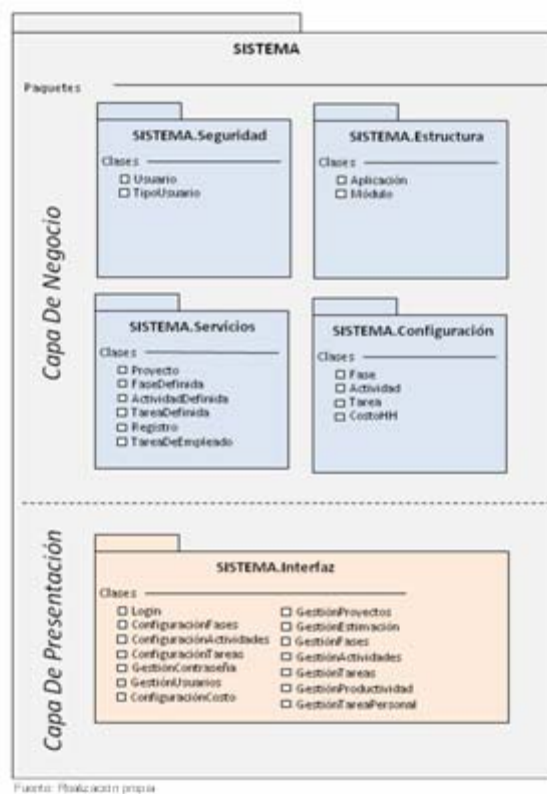 SISTEMA
Paquetes
Capa De Negocio
SISTEMA.Seguridad
Clases
Usuario
TipoUsuario
SISTEMA.Estructura
Clases
Aplicación
Módulo
SISTEMA.Servicios
Clases
Proyecto
FaseDefinida
ActividadDefinida
TareaDefinida
Registro
TareaDeEmpleado
SISTEMA.Configuración
Clases
Fase
Actividad
Tarea
CostoHH
Capa De Presentación
SISTEMA.Interfaz
Clases
Login
ConfiguraciónFases
ConfiguraciónActividades
ConfiguraciónTareas
GestiónContraseña
GestiónUsuarios
ConfiguraciónCosto
GestiónProyectos
GestiónEstimación
GestiónFases
GestiónActividades
GestiónTareas
GestiónProductividad
GestiónTareaPersonal
Fuente: Realización propia